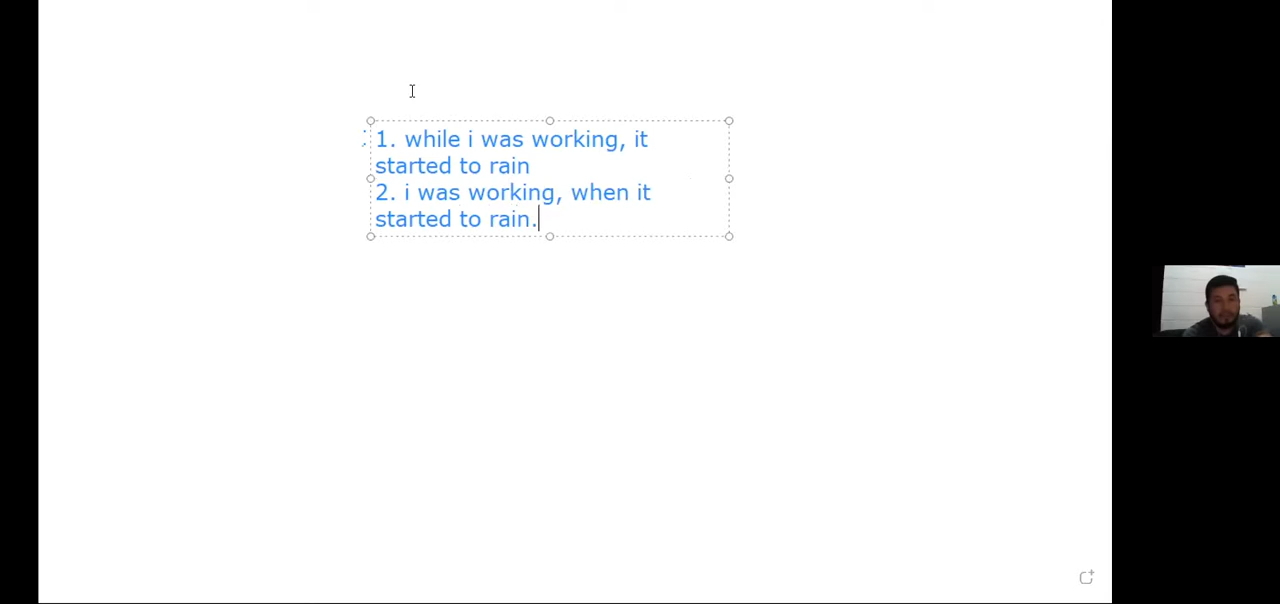 1. while i was working, it
started to rain
2. i was working, when it
started to rain.